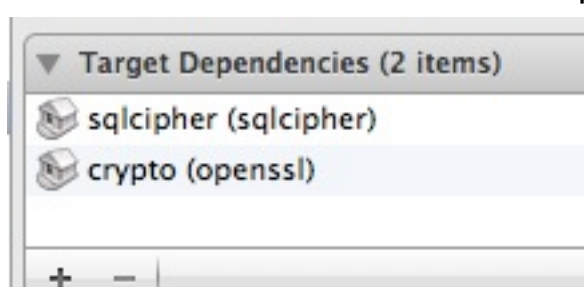 Target Dependencies (2 items)
sqlcipher (sqlcipher)
crypto (openssl)